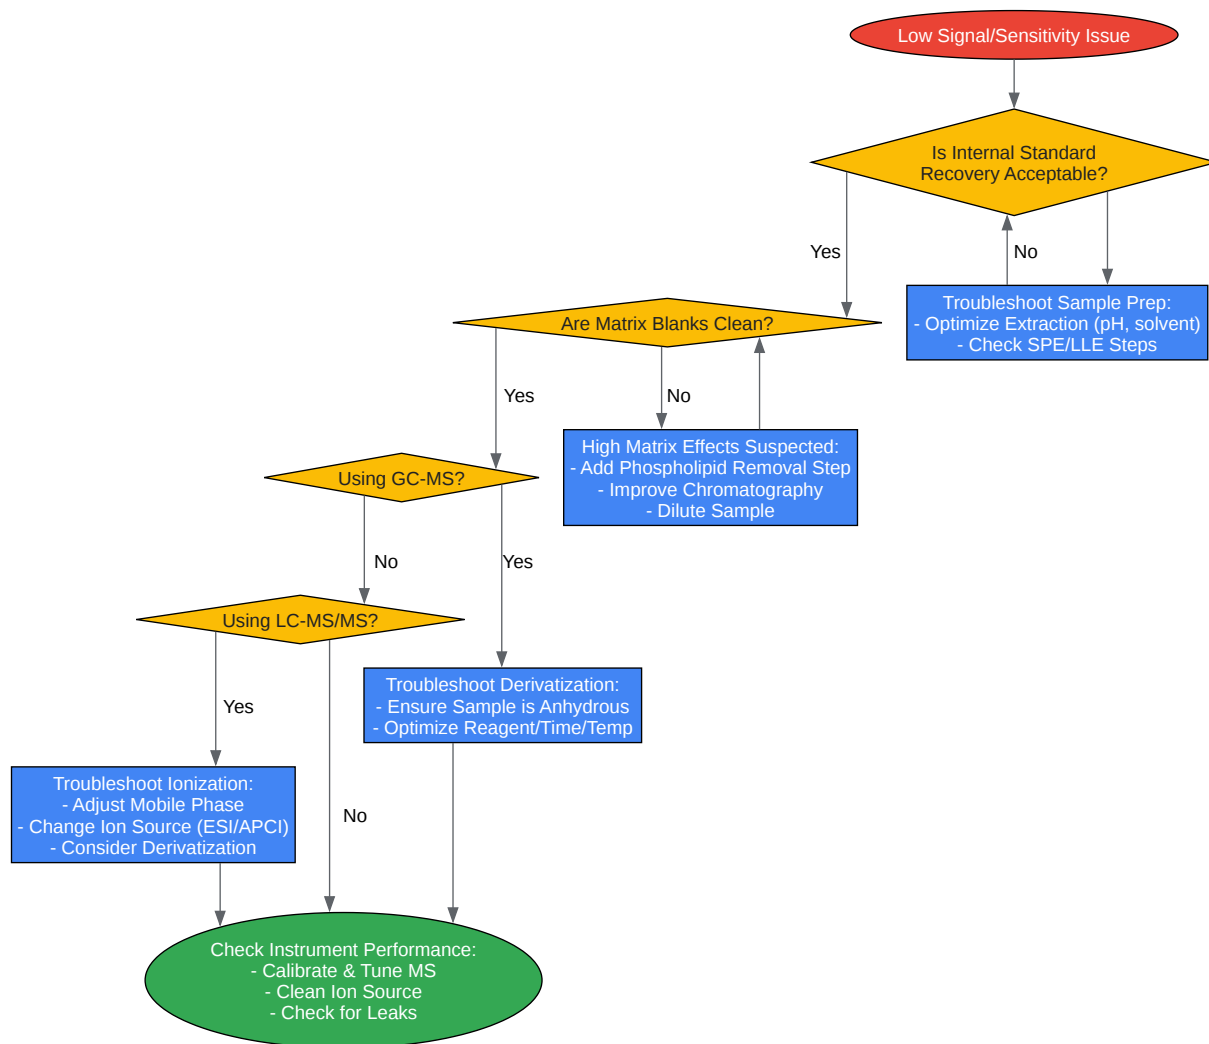 Low Signal/Sensitivity Issue
Is Internal Standard
Recovery Acceptable?
Yes
No
Troubleshoot Sample Prep:
- Optimize Extraction (pH, solvent)
- Check SPE/LLE Steps
Are Matrix Blanks Clean?
Yes
No
High Matrix Effects Suspected:
- Add Phospholipid Removal Step
- Improve Chromatography
- Dilute Sample
Using GC-MS?
No
Yes
Using LC-MS/MS?
Troubleshoot Derivatization:
- Ensure Sample is Anhydrous
- Optimize Reagent/Time/Temp
Yes
No
Troubleshoot Ionization:
- Adjust Mobile Phase
- Change Ion Source (ESI/APCI)
- Consider Derivatization
Check Instrument Performance:
- Calibrate & Tune MS
- Clean Ion Source
- Check for Leaks